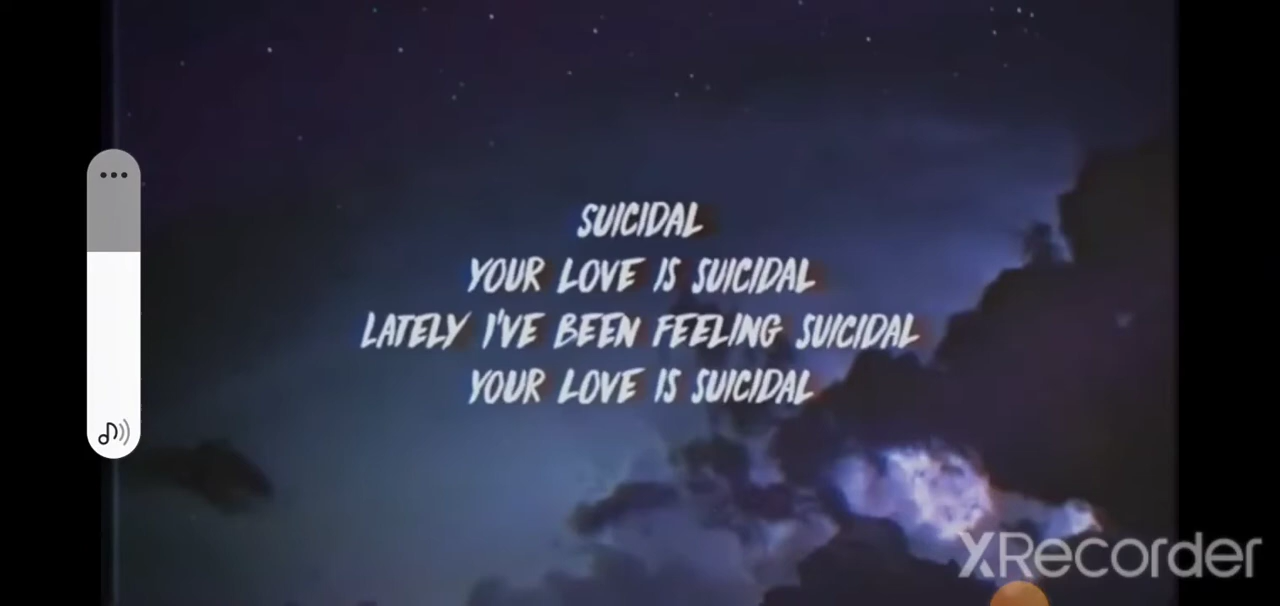 SUICIDAL
YOUR LOVE IS SUICIDAL
LATELY I'VE BEEN FEELING SUICIDAL
YOUR LOVE IS SUICIDAL
XRecorder